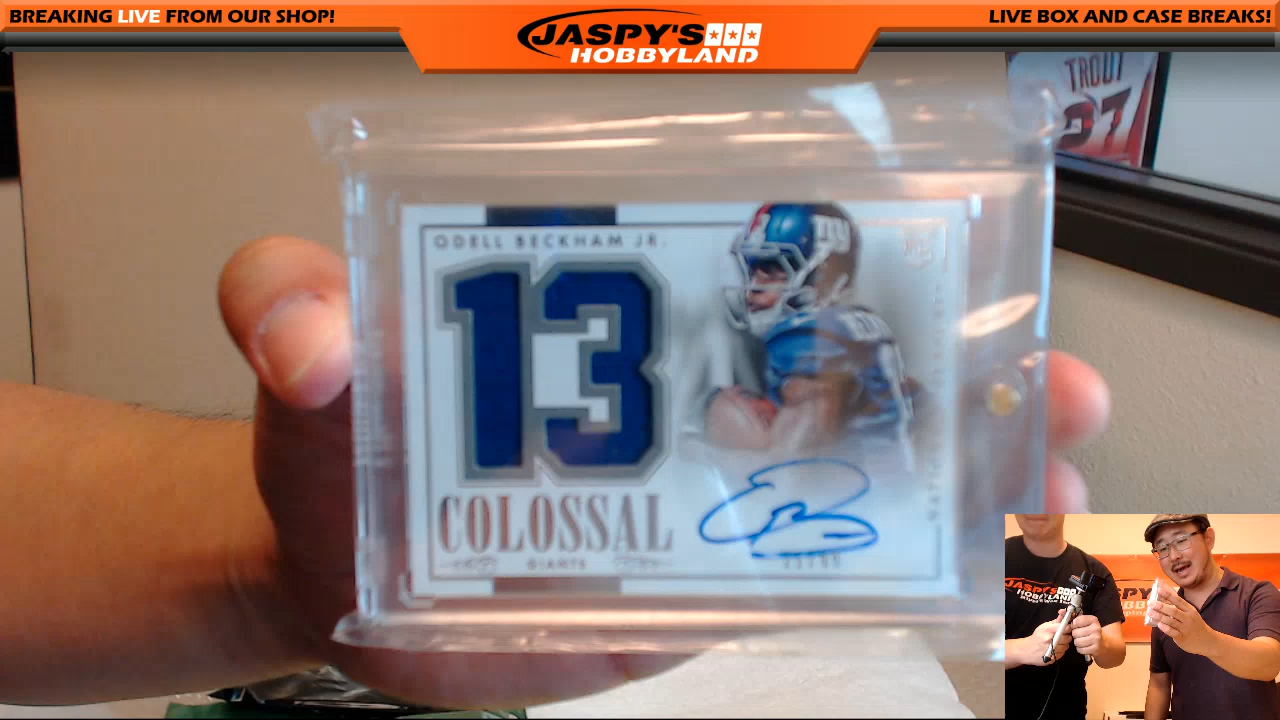 BREAKING LIVE FROM OUR SHOP!
JASPY'S
HOBBYLAND
LIVE BOX AND CASE BREAKS!
TROUT
27
ODELL BECKHAM JR.
13
NY
COLOSSAL
GIANTS
JASPY'S
HOBBYLAND